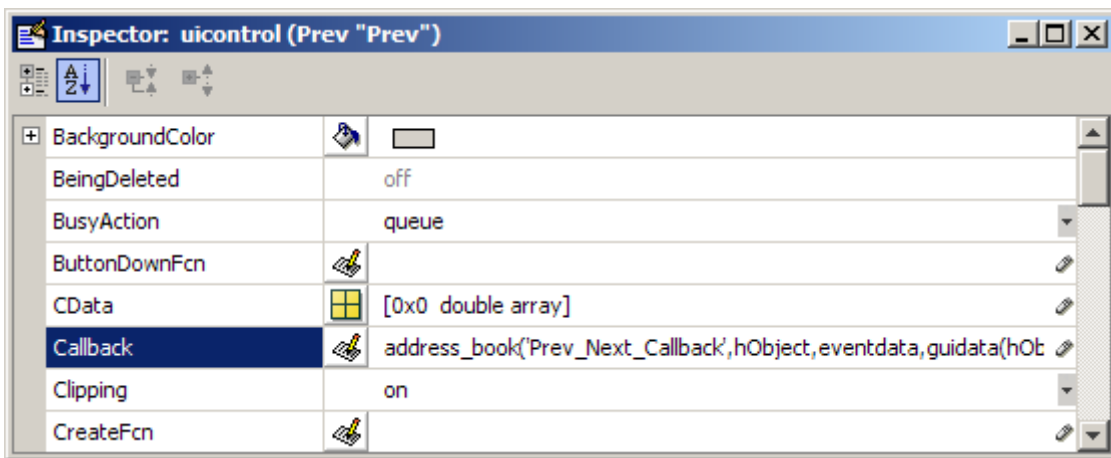 Inspector: uicontrol (Prev "Prev")
BackgroundColor
BeingDeleted off
BusyAction queue
ButtonDownFcn
CData [0x0 double array]
Callback address_book('Prev_Next_Callback',hObject,eventdata,guidata(hOb
Clipping on
CreateFcn